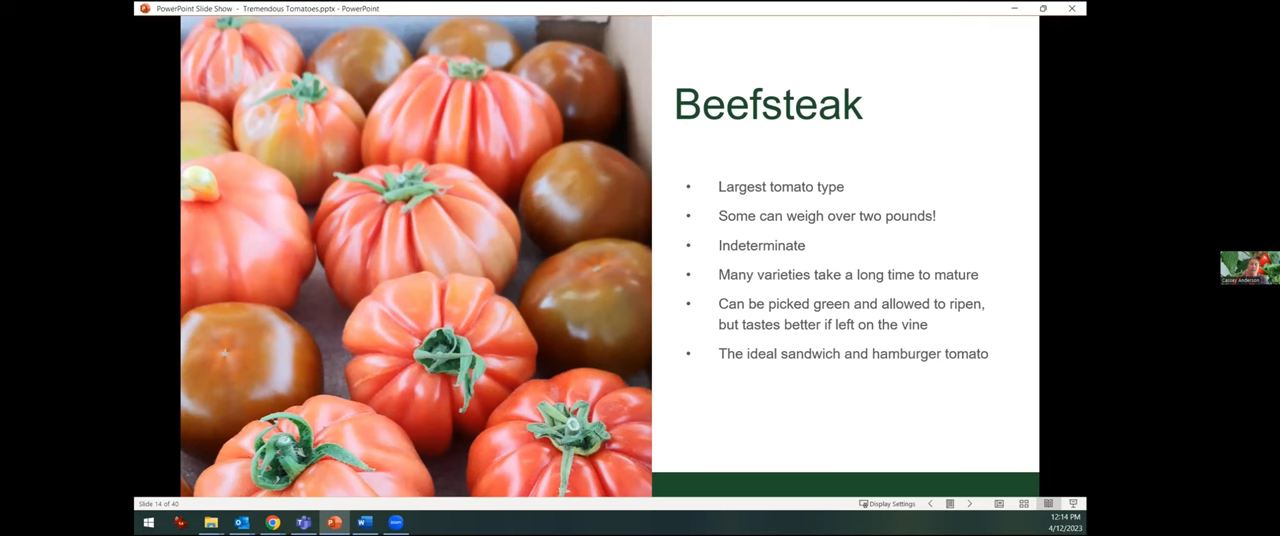 PowerPoint Slide Show - Tremendous Tomatoes.pptx - PowerPoint
Beefsteak
• Largest tomato type
• Some can weigh over two pounds!
• Indeterminate
• Many varieties take a long time to mature
• Can be picked green and allowed to ripen,
but tastes better if left on the vine
• The ideal sandwich and hamburger tomato
Cassey Anderson
Slide 14 of 40
Display Settings
12:14 PM
4/12/2023